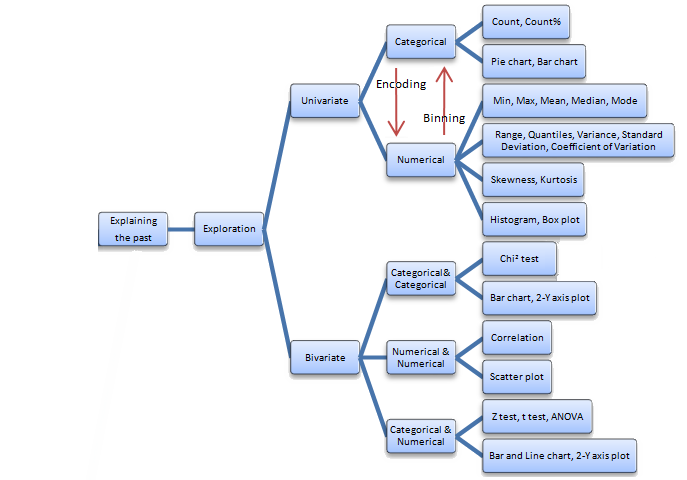 Count, Count%
Categorical
Pie chart, Bar chart
Encoding
Univariate
Min, Max, Mean, Median, Mode
Binning
Range, Quantiles, Variance, Standard
Deviation, Coefficient of Variation
Numerical
Skewness, Kurtosis
Histogram, Box plot
Explaining
the past
Exploration
Chi² test
Categorical&
Categorical
Bar chart, 2-Y axis plot
Correlation
Bivariate
Numerical &
Numerical
Scatter plot
Z test, t test, ANOVA
Categorical &
Numerical
Bar and Line chart, 2-Y axis plot